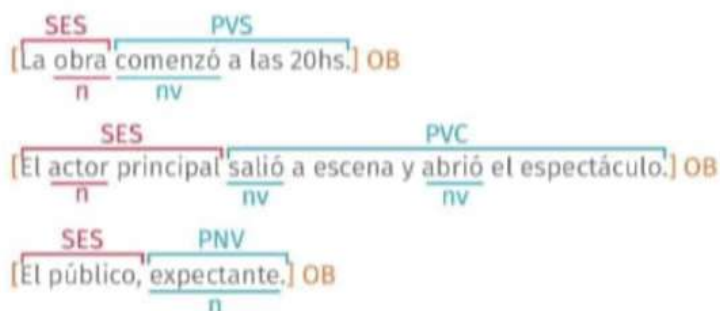 SES PVS
[La obra comenzó a las 20hs.] OB
n nv
SES PVC
[El actor principal salió a escena y abrió el espectáculo.] OB
n nv nv
SES PNV
[El público, expectante.] OB
n